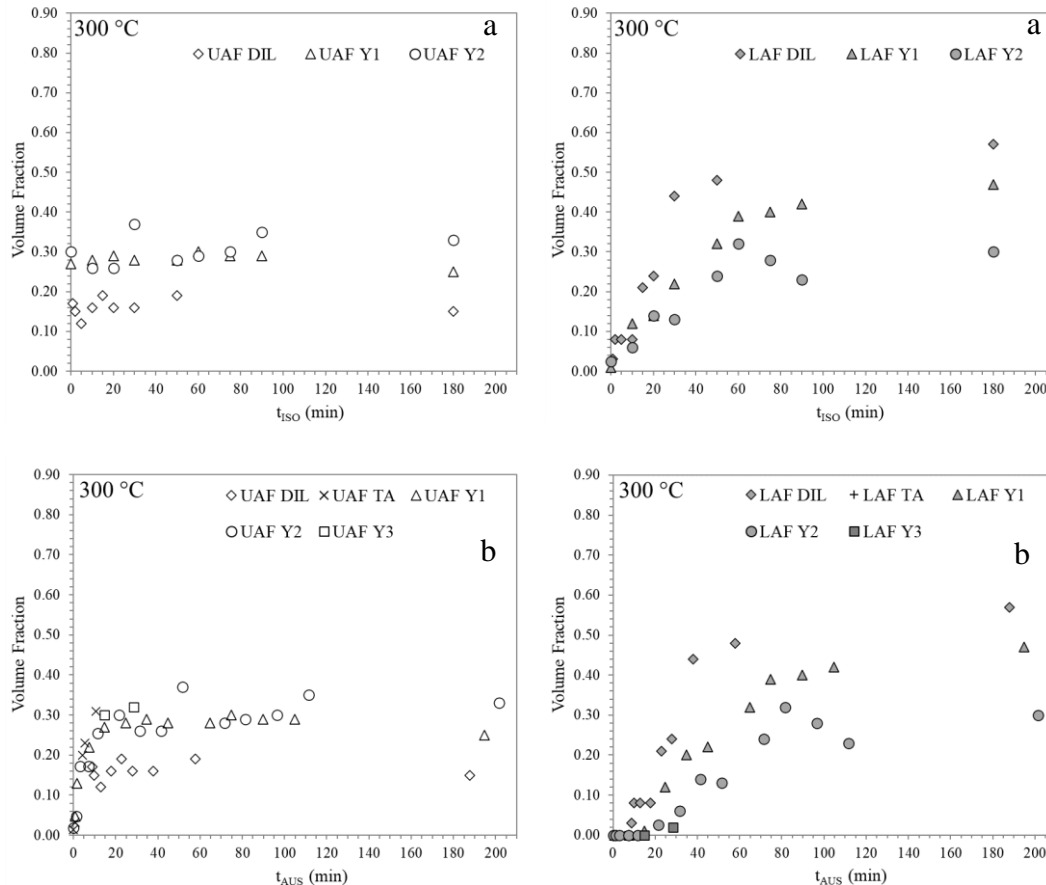 300 °C
a
UAF DIL UAF Y1 UAF Y2
0.90
0.80
0.70
0.60
0.50
0.40
0.30
0.20
0.10
0.00
Volume Fraction
0 20 40 60 80 100 120 140 160 180 200
t_ISO (min)
300 °C
a
LAF DIL LAF Y1 LAF Y2
0.90
0.80
0.70
0.60
0.50
0.40
0.30
0.20
0.10
0.00
Volume Fraction
0 20 40 60 80 100 120 140 160 180 200
t_ISO (min)
300 °C
UAF DIL UAF TA UAF Y1
UAF Y2 UAF Y3
b
0.90
0.80
0.70
0.60
0.50
0.40
0.30
0.20
0.10
0.00
Volume Fraction
0 20 40 60 80 100 120 140 160 180 200
t_AUS (min)
300 °C
LAF DIL LAF TA LAF Y1
LAF Y2 LAF Y3
b
0.90
0.80
0.70
0.60
0.50
0.40
0.30
0.20
0.10
0.00
Volume Fraction
0 20 40 60 80 100 120 140 160 180 200
t_AUS (min)